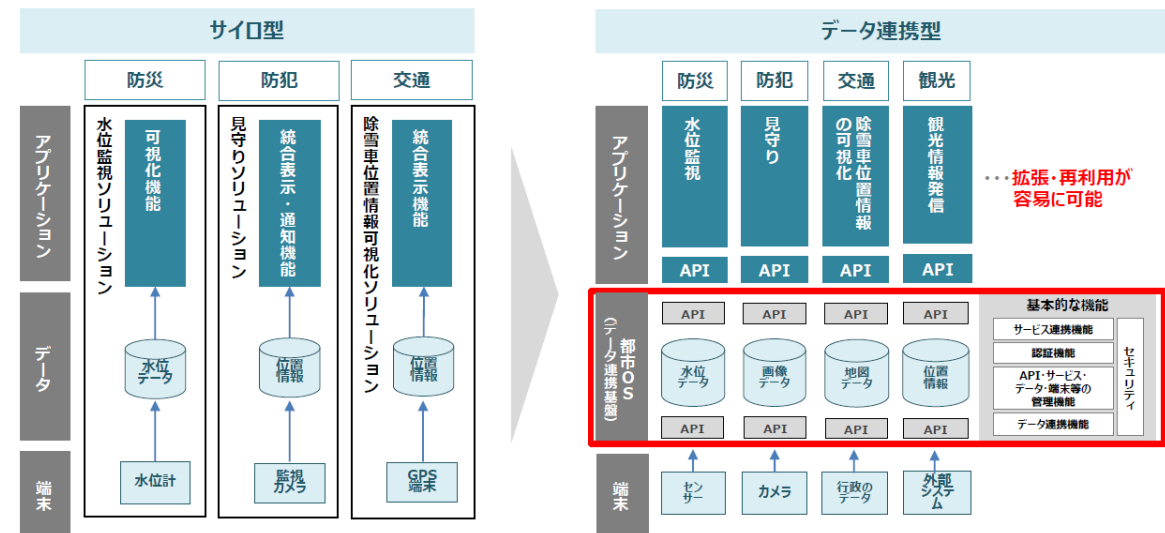 サイロ型
防災
防犯
交通
アプリケーション
データ
端末
水位監視ソリューション
可視化機能
水位
データ
水位計
見守りソリューション
統合表示・通知機能
位置
情報
監視
カメラ
除雪車位置情報可視化ソリューション
統合表示機能
位置
情報
GPS
端末
データ連携型
防災
防犯
交通
観光
アプリケーション
水位監視
見守り
除雪車位置情報
の可視化
観光情報発信
･･･拡張・再利用が
容易に可能
API
API
API
API
都市OS
(データ連携基盤)
API
API
API
API
水位
データ
画像
データ
地図
データ
位置
情報
API
API
API
API
基本的な機能
サービス連携機能
認証機能
API・サービス・
データ・端末等の
管理機能
データ連携機能
セキュリティ
端末
セン
サー
カメラ
行政の
データ
外部
システ
ム